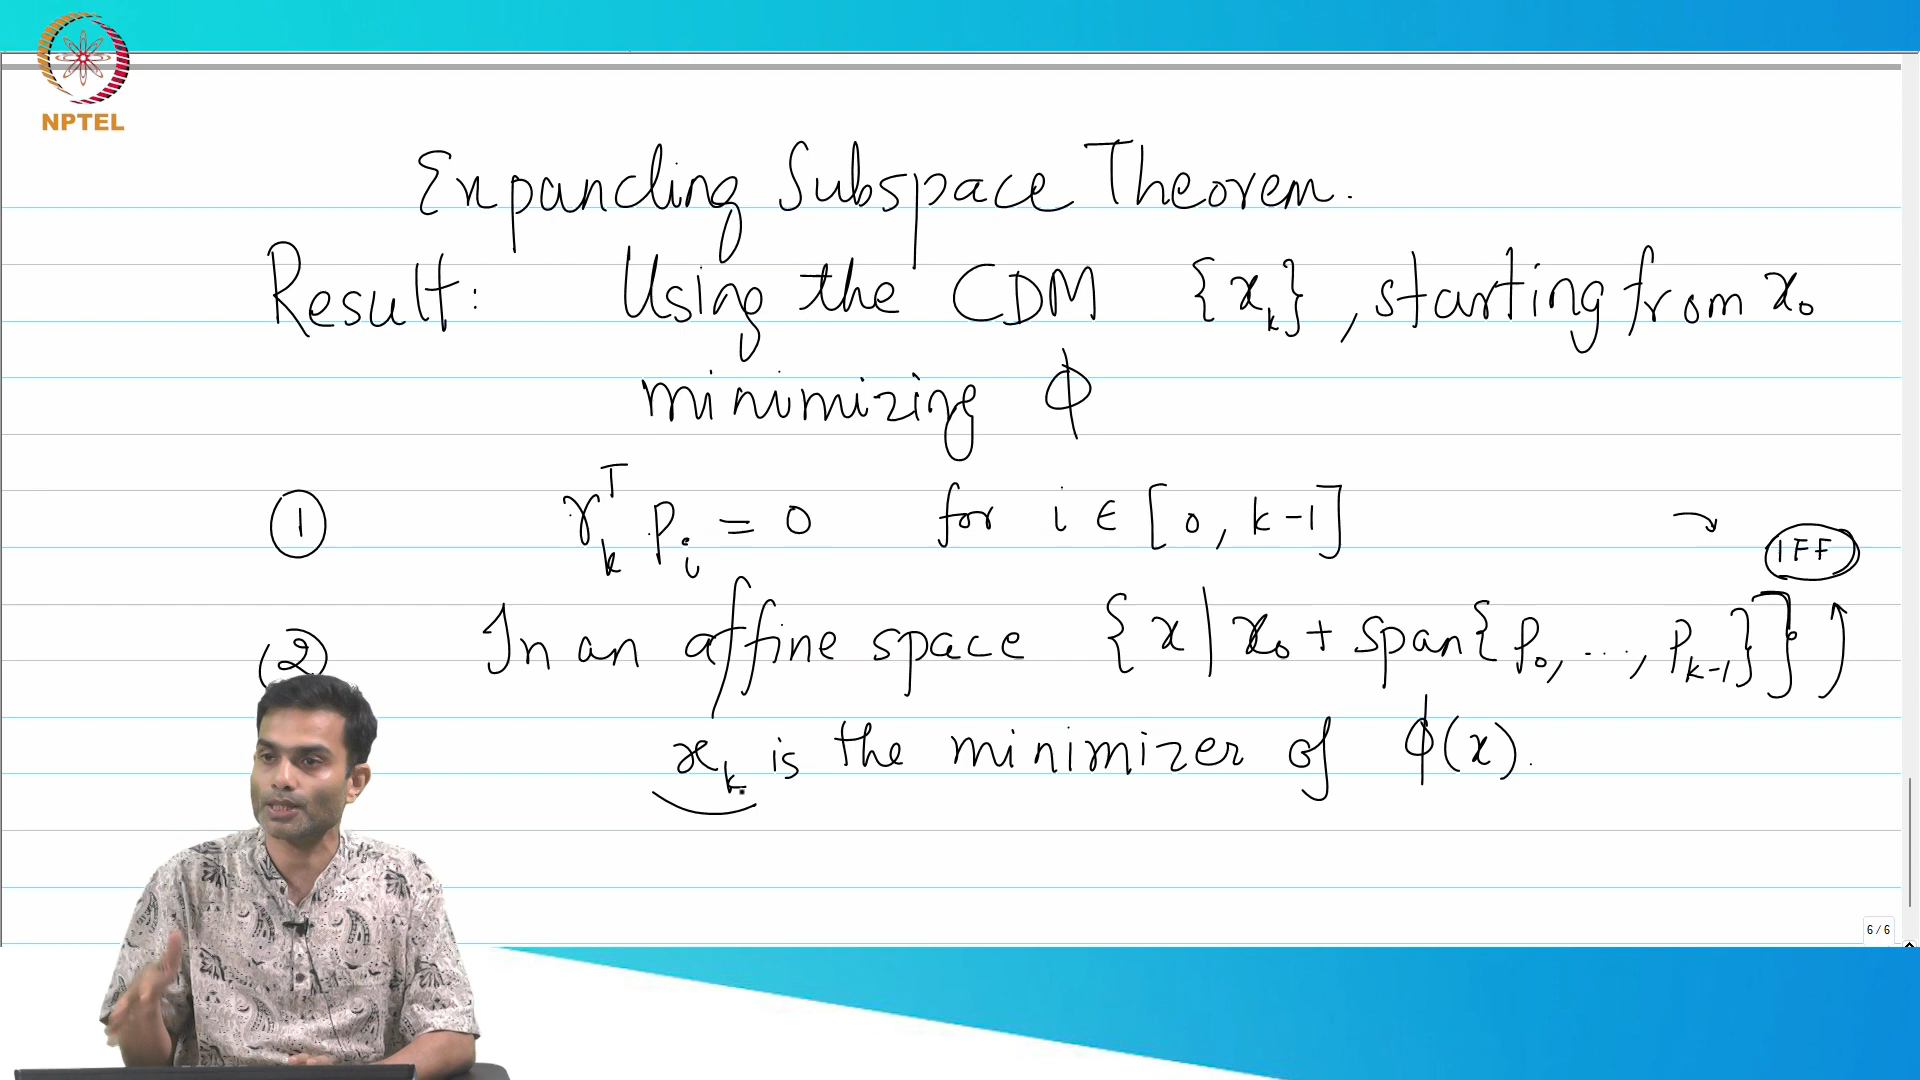 NPTEL
Expanding Subspace Theorem.
Result: Using the CDM {x_k}, starting from x_0
minimizing ϕ
① r_k^T p_i = 0 for i ∈ [0, k-1]
IFF
(2) In an affine space {x | x_0 + span{p_0, ..., p_{k-1}}}
x_k is the minimizer of ϕ(x).
6 / 6